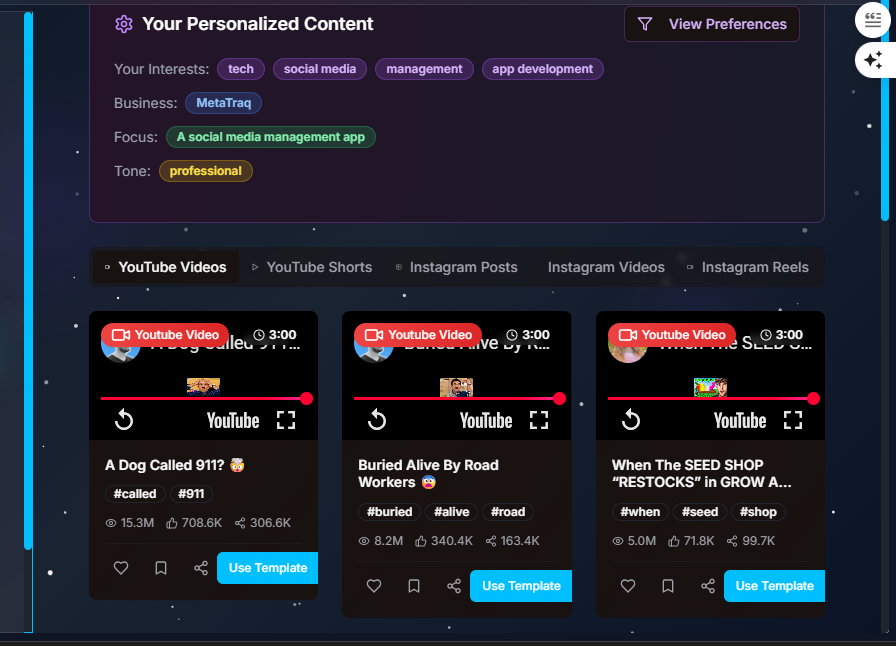 Your Personalized Content
View Preferences
Your Interests: tech social media management app development
Business: MetaTraq
Focus: A social media management app
Tone: professional
YouTube Videos YouTube Shorts Instagram Posts Instagram Videos Instagram Reels
Youtube Video 3:00
A Dog Called 911...
YouTube
A Dog Called 911? 🤯
#called #911
15.3M 708.6K 306.6K
Use Template
Youtube Video 3:00
Buried Alive By R...
YouTube
Buried Alive By Road
Workers 😨
#buried #alive #road
8.2M 340.4K 163.4K
Use Template
Youtube Video 3:00
When The SEED S...
YouTube
When The SEED SHOP
“RESTOCKS” in GROW A...
#when #seed #shop
5.0M 71.8K 99.7K
Use Template